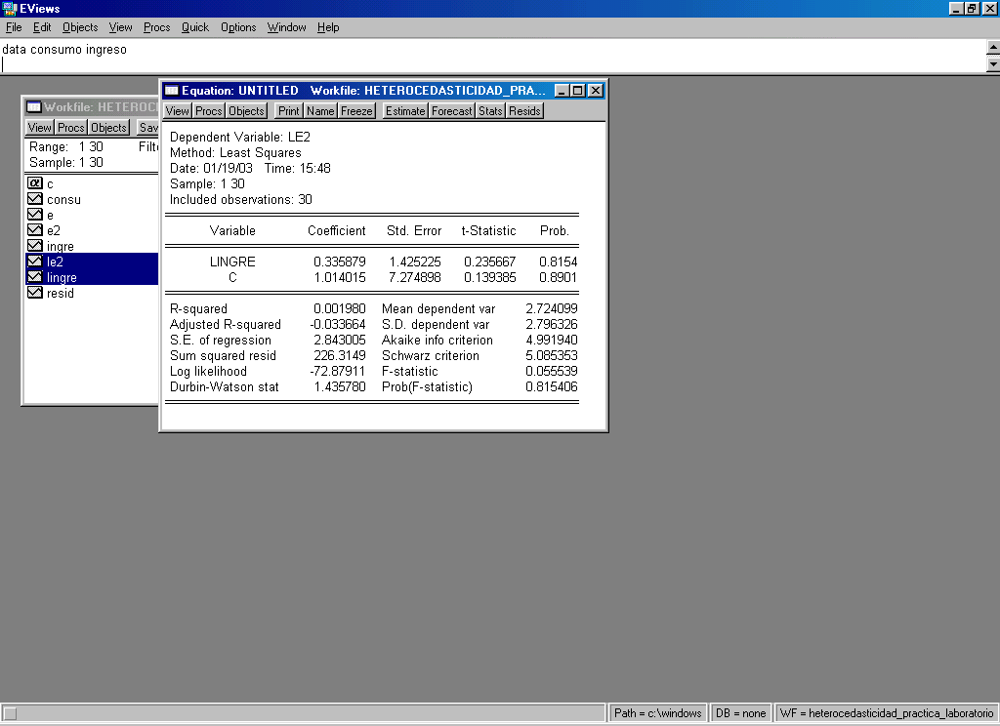 EViews
File Edit Objects View Procs Quick Options Window Help
data consumo ingreso
Workfile: HETEROC
View Procs Objects Sav
Range: 1 30 Filt
Sample: 1 30
c
consu
e
e2
ingre
le2
lingre
resid
Equation: UNTITLED Workfile: HETEROCEDASTICIDAD_PRA...
View Procs Objects Print Name Freeze Estimate Forecast Stats Resids
Dependent Variable: LE2
Method: Least Squares
Date: 01/19/03 Time: 15:48
Sample: 1 30
Included observations: 30
Variable Coefficient Std. Error t-Statistic Prob.
LINGRE 0.335879 1.425225 0.235667 0.8154
C 1.014015 7.274898 0.139385 0.8901
R-squared 0.001980 Mean dependent var 2.724099
Adjusted R-squared -0.033664 S.D. dependent var 2.796326
S.E. of regression 2.843005 Akaike info criterion 4.991940
Sum squared resid 226.3149 Schwarz criterion 5.085353
Log likelihood -72.87911 F-statistic 0.055539
Durbin-Watson stat 1.435780 Prob(F-statistic) 0.815406
Path = c:\windows DB = none WF = heterocedasticidad_practica_laboratorio